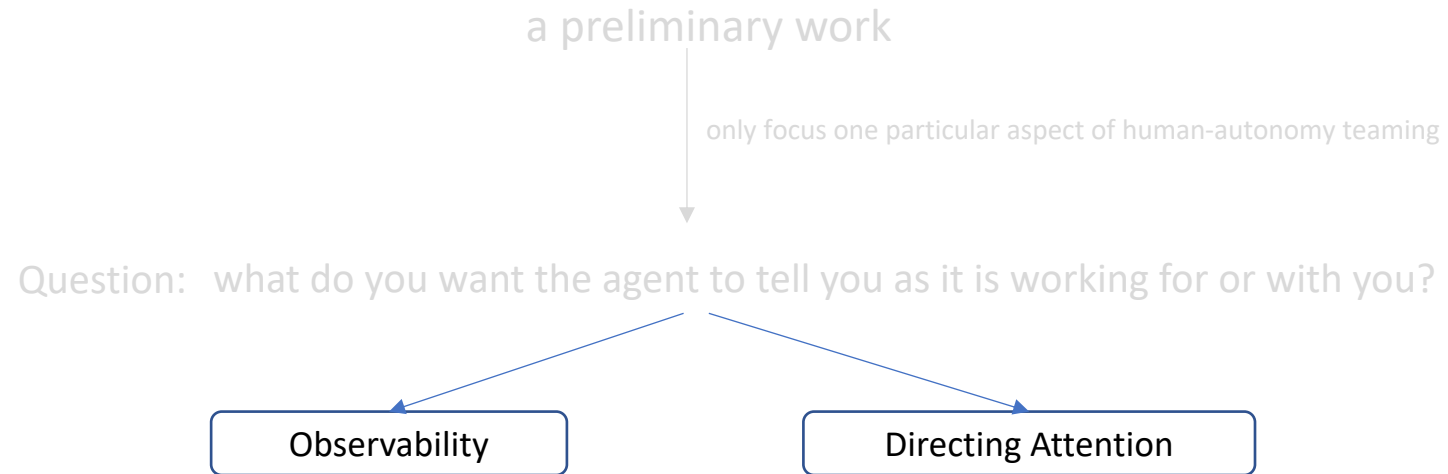 a preliminary work
only focus one particular aspect of human-autonomy teaming
Question: what do you want the agent to tell you as it is working for or with you?
Observability
Directing Attention